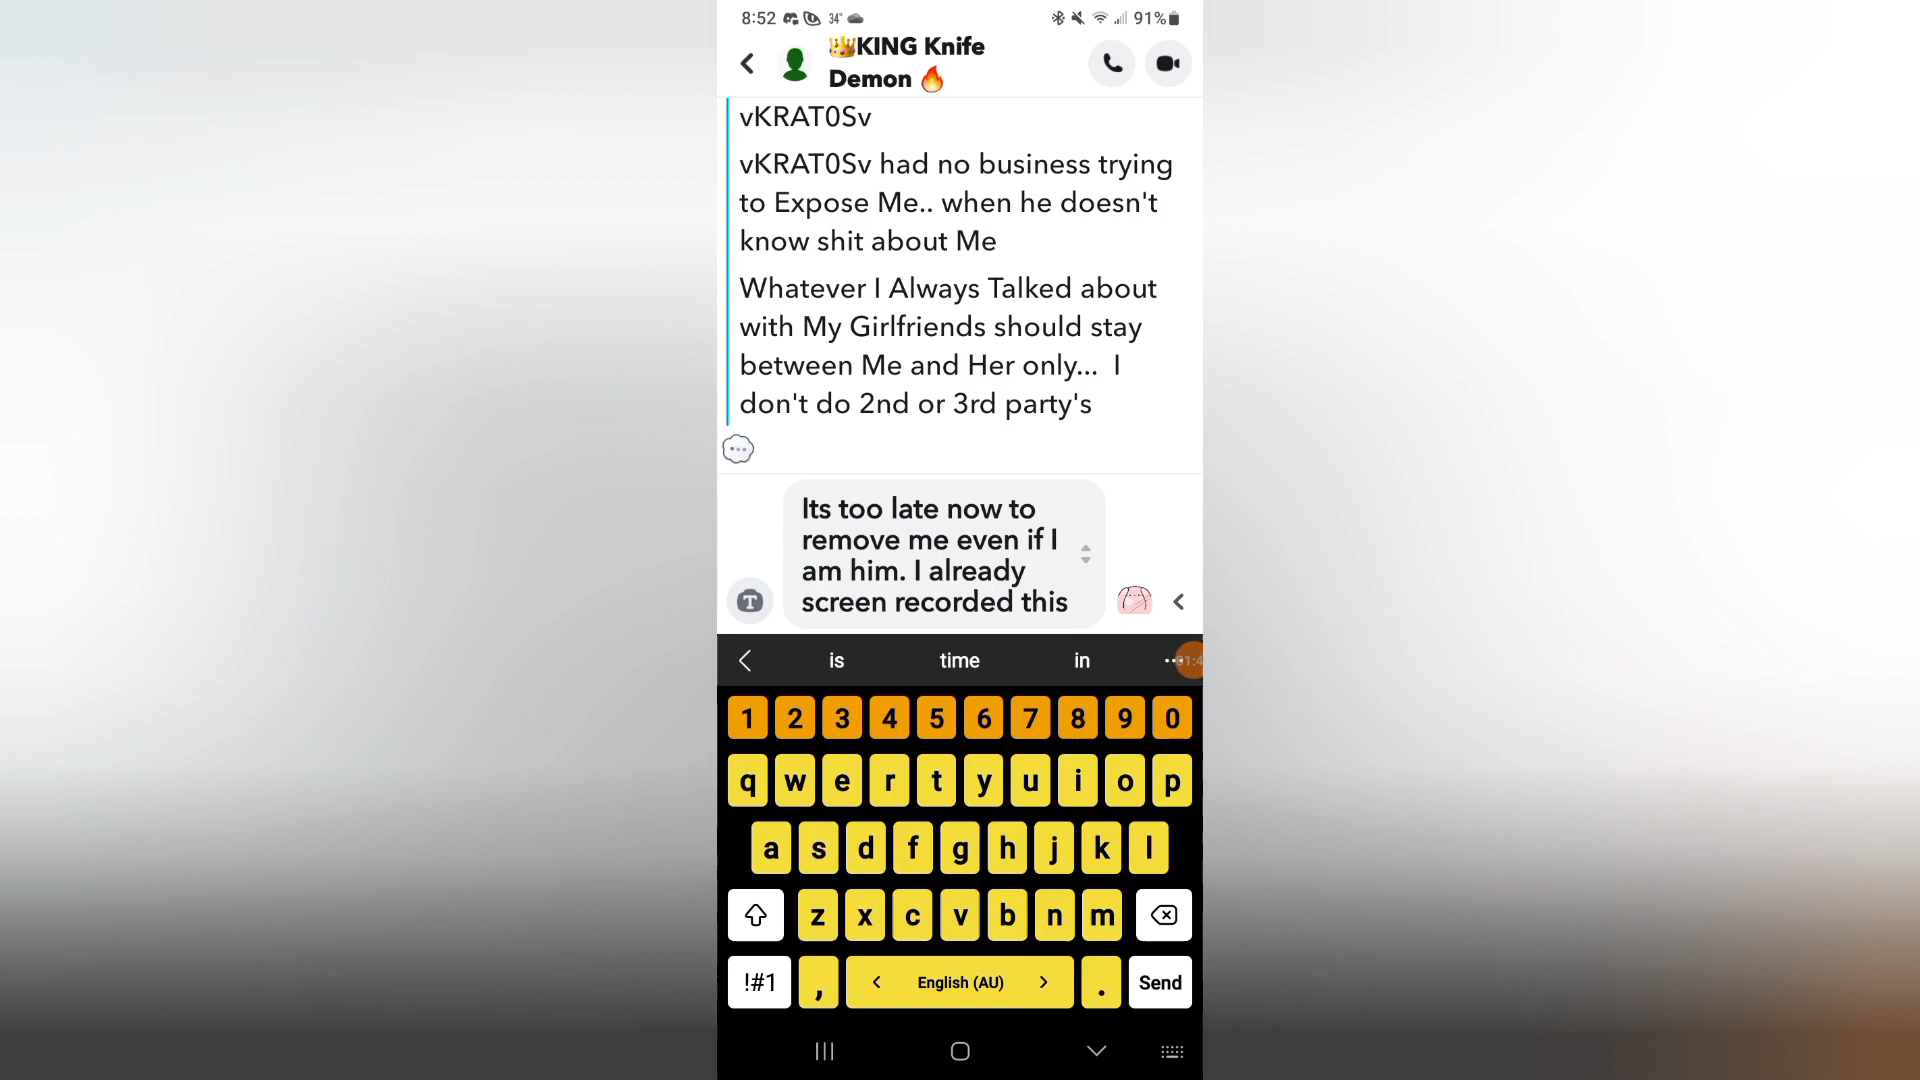 8:52 34° 91%
👑KING Knife
Demon 🔥
vKRAT0Sv
vKRAT0Sv had no business trying
to Expose Me.. when he doesn't
know shit about Me
Whatever I Always Talked about
with My Girlfriends should stay
between Me and Her only... I
don't do 2nd or 3rd party's
Its too late now to
remove me even if I
am him. I already
screen recorded this
T
is time in
1 2 3 4 5 6 7 8 9 0
q w e r t y u i o p
a s d f g h j k l
z x c v b n m
!#1 , English (AU) . Send